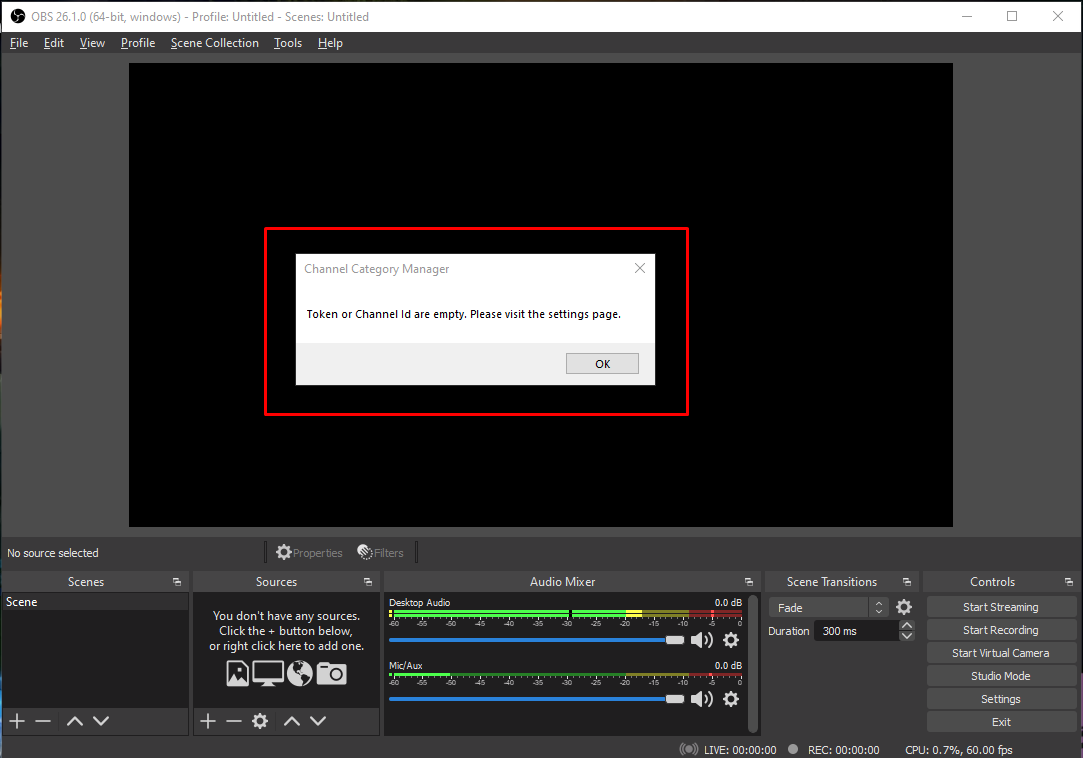 OBS 26.1.0 (64-bit, windows) - Profile: Untitled - Scenes: Untitled
File Edit View Profile Scene Collection Tools Help
Channel Category Manager
Token or Channel Id are empty. Please visit the settings page.
OK
No source selected
Properties Filters
Scenes
Scene
Sources
You don't have any sources.
Click the + button below,
or right click here to add one.
Audio Mixer
Desktop Audio 0.0 dB
-60 -55 -50 -45 -40 -35 -30 -25 -20 -15 -10 -5 0
Mic/Aux 0.0 dB
-60 -55 -50 -45 -40 -35 -30 -25 -20 -15 -10 -5 0
Scene Transitions
Fade
Duration 300 ms
Controls
Start Streaming
Start Recording
Start Virtual Camera
Studio Mode
Settings
Exit
LIVE: 00:00:00 REC: 00:00:00 CPU: 0.7%, 60.00 fps